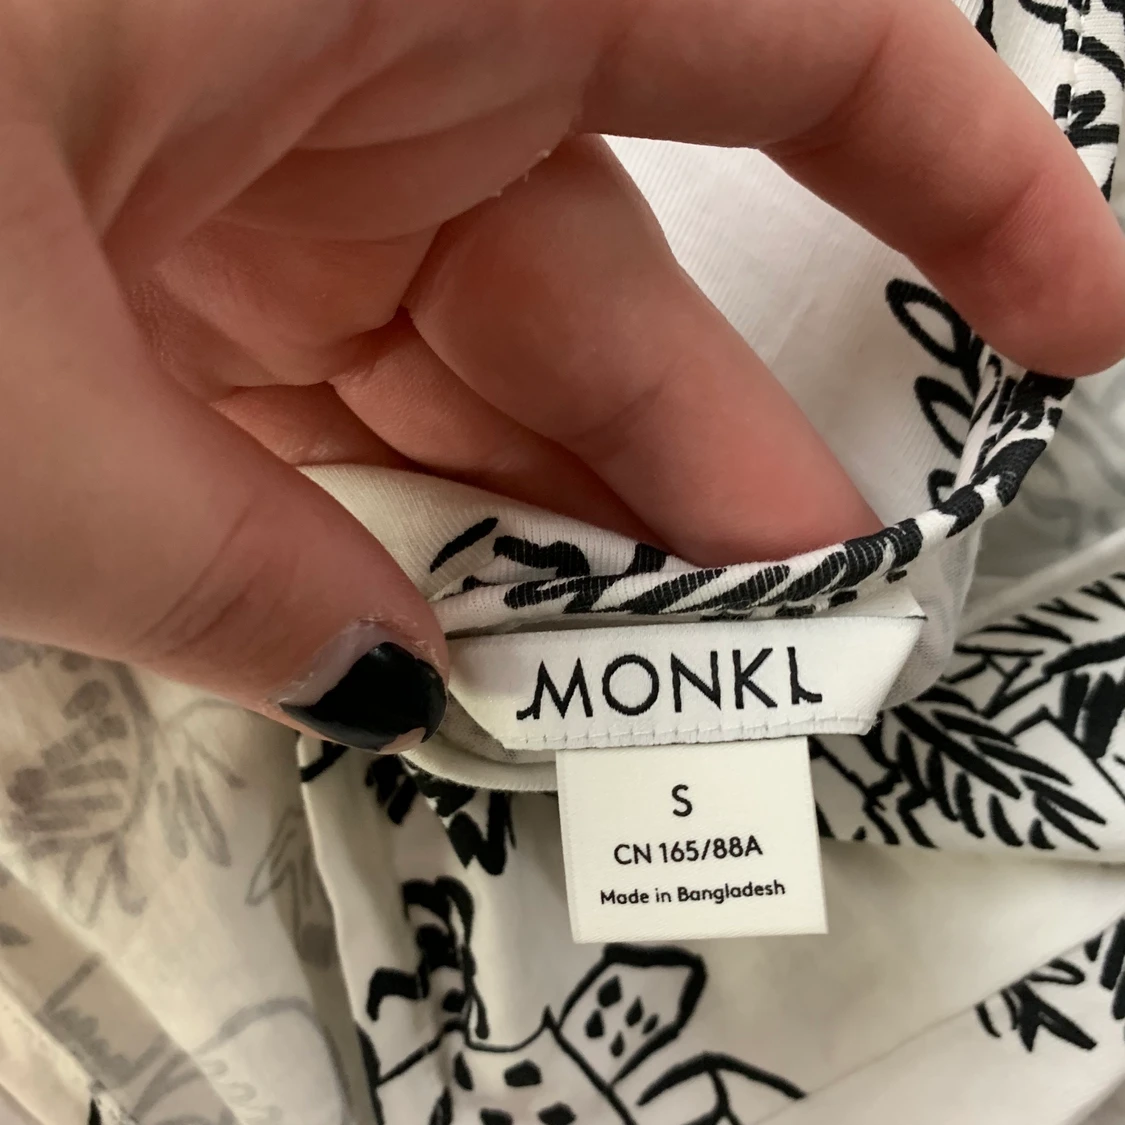 MONKI
S
CN 165/88A
Made in Bangladesh